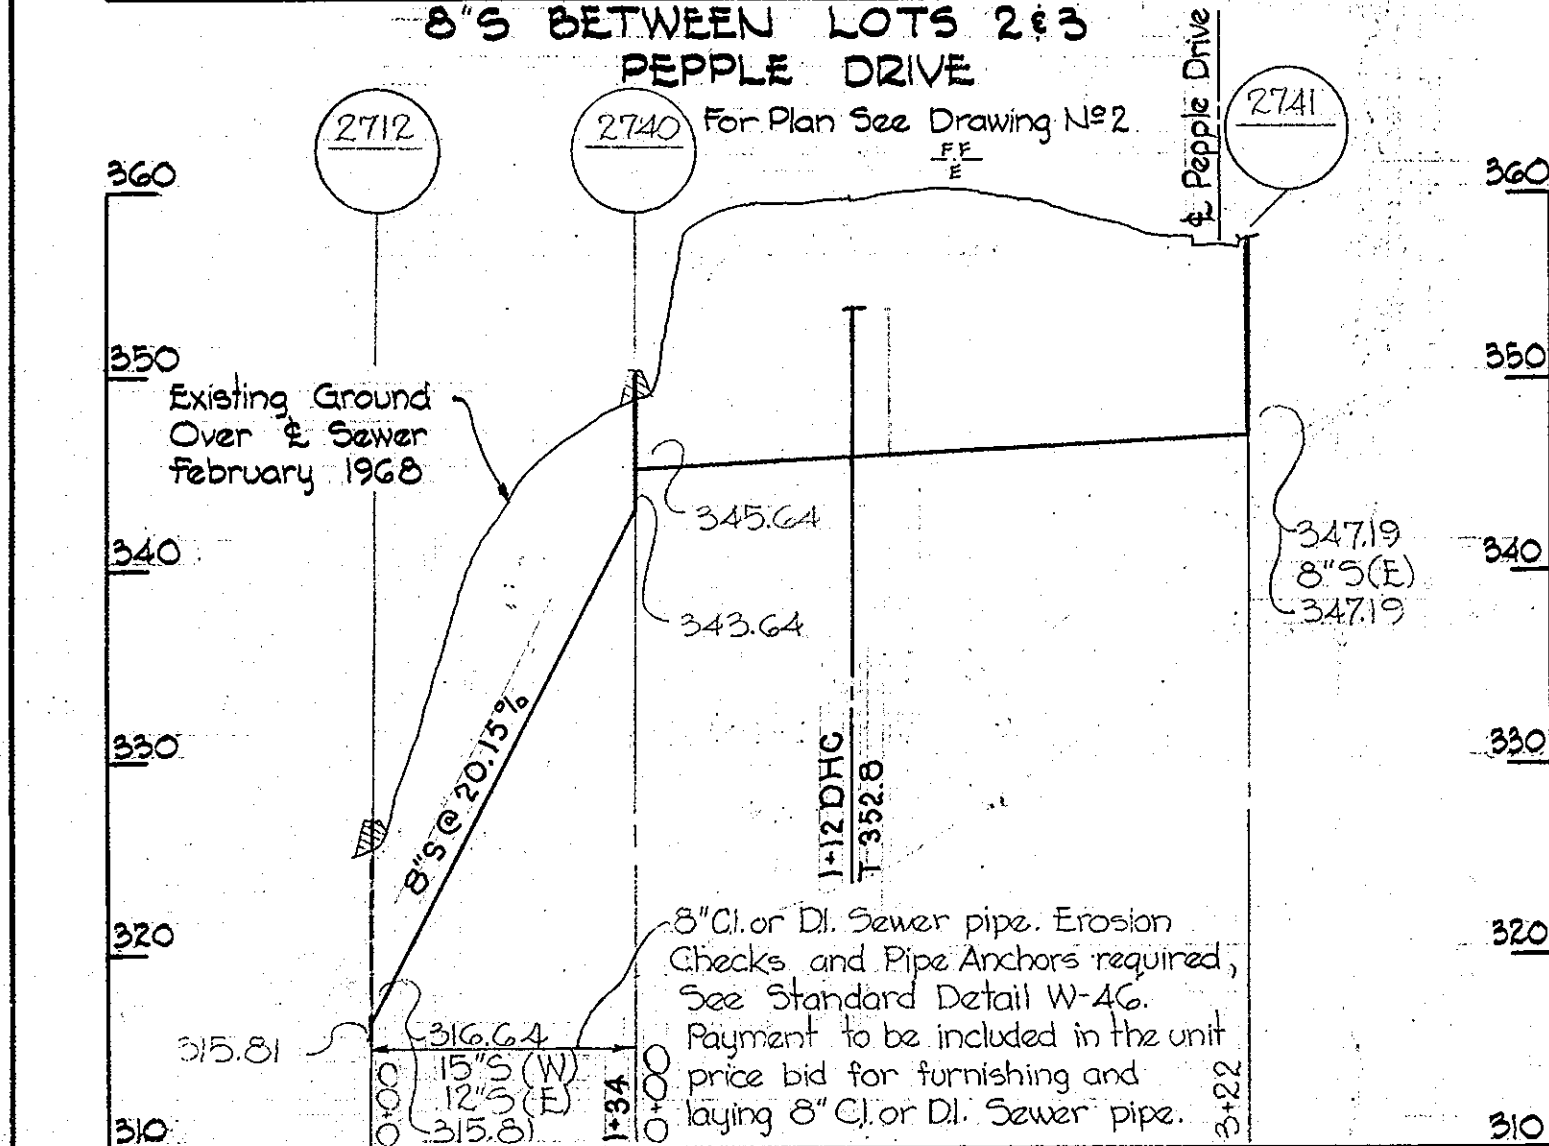 8"S BETWEEN LOTS 2 & 3
PEPPLE DRIVE
For Plan See Drawing Nº 2
F.F.
E
2712
2740
2741
℄ Pepple Drive
360
360
350
350
340
340
330
330
320
320
310
310
Existing Ground
Over ℄ Sewer
February 1968
345.64
343.64
347.19
8"S(E)
347.19
8"S @ 20.15%
1+12 DHC
T 352.8
8"C.I. or D.I. Sewer pipe. Erosion
Checks and Pipe Anchors required,
See Standard Detail W-46.
Payment to be included in the unit
price bid for furnishing and
laying 8" C.I. or D.I. Sewer pipe.
315.81
316.64
15"S (W)
12"S (E)
315.81
0+00
1+34
0+00
3+22